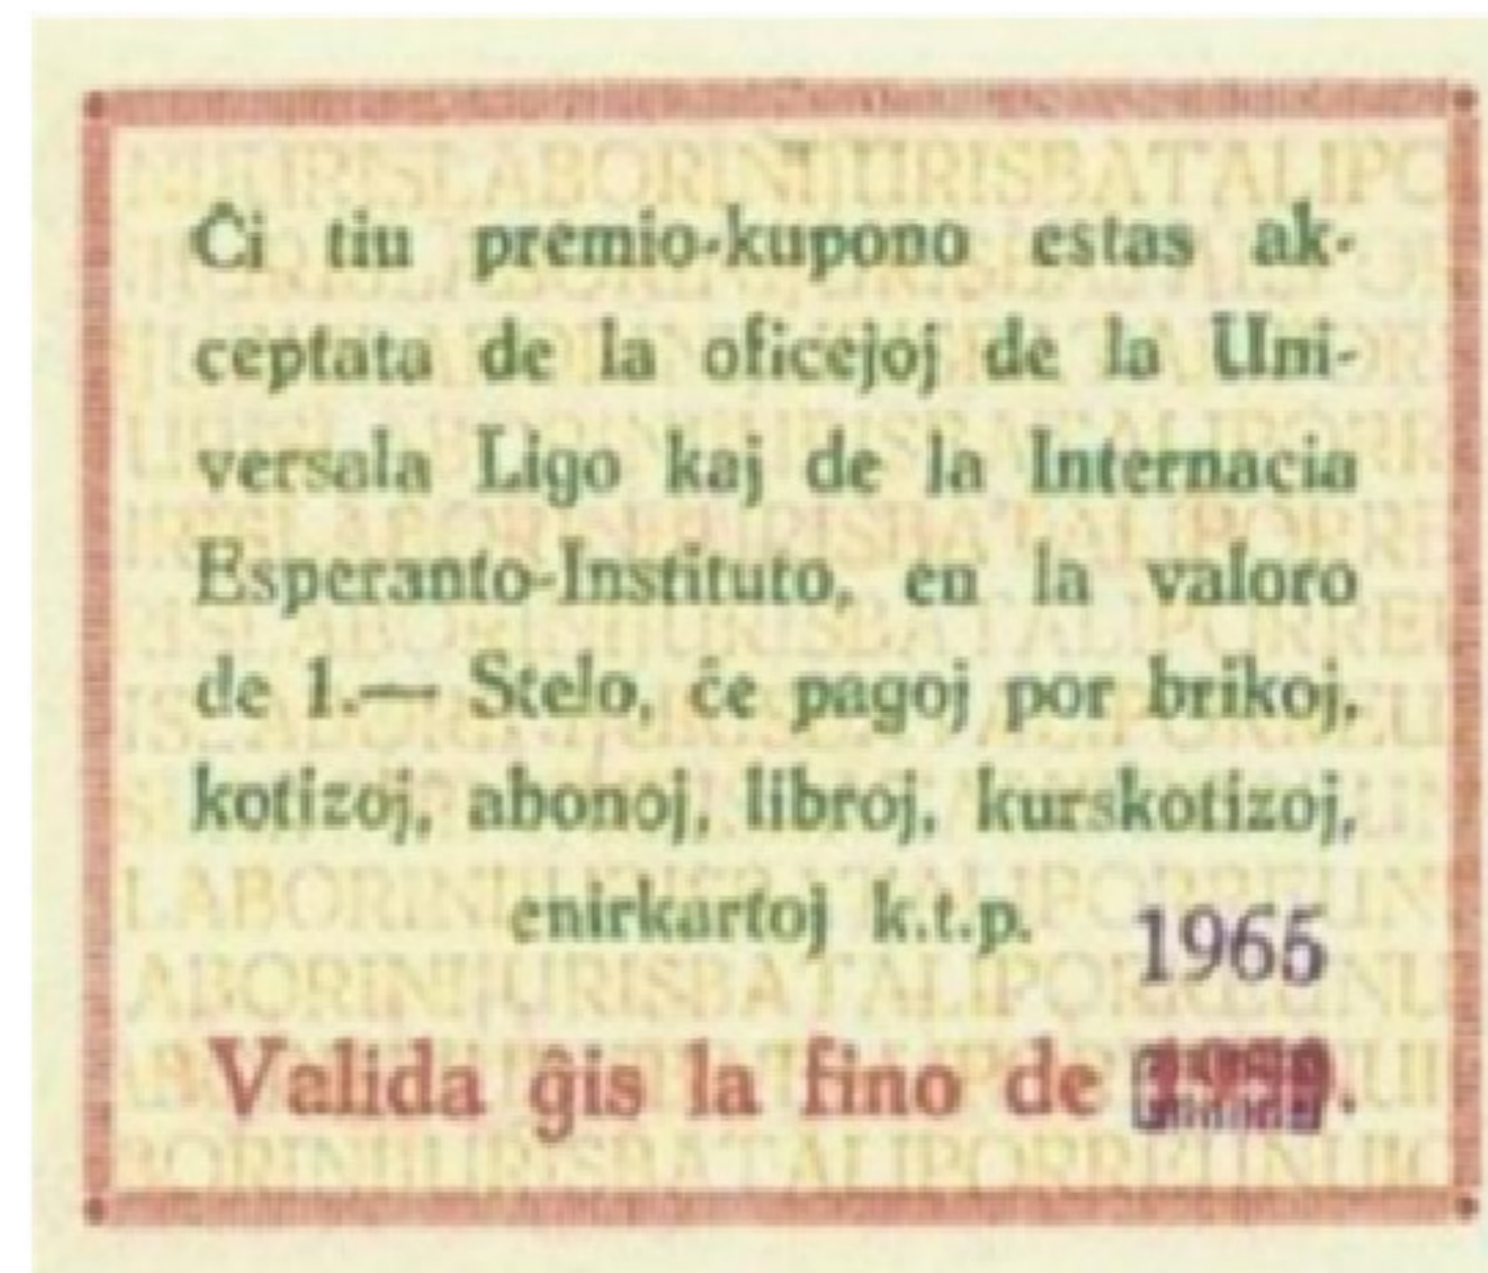 Ĉi tiu premio-kupono estas ak-
ceptata de la oficejoj de la Uni-
versala Ligo kaj de la Internacia
Esperanto-Instituto, en la valoro
de 1.— Stelo, ĉe pagoj por brikoj,
kotizoj, abonoj, libroj, kurskotizoj,
enirkartoj k.t.p.
1965
Valida ĝis la fino de